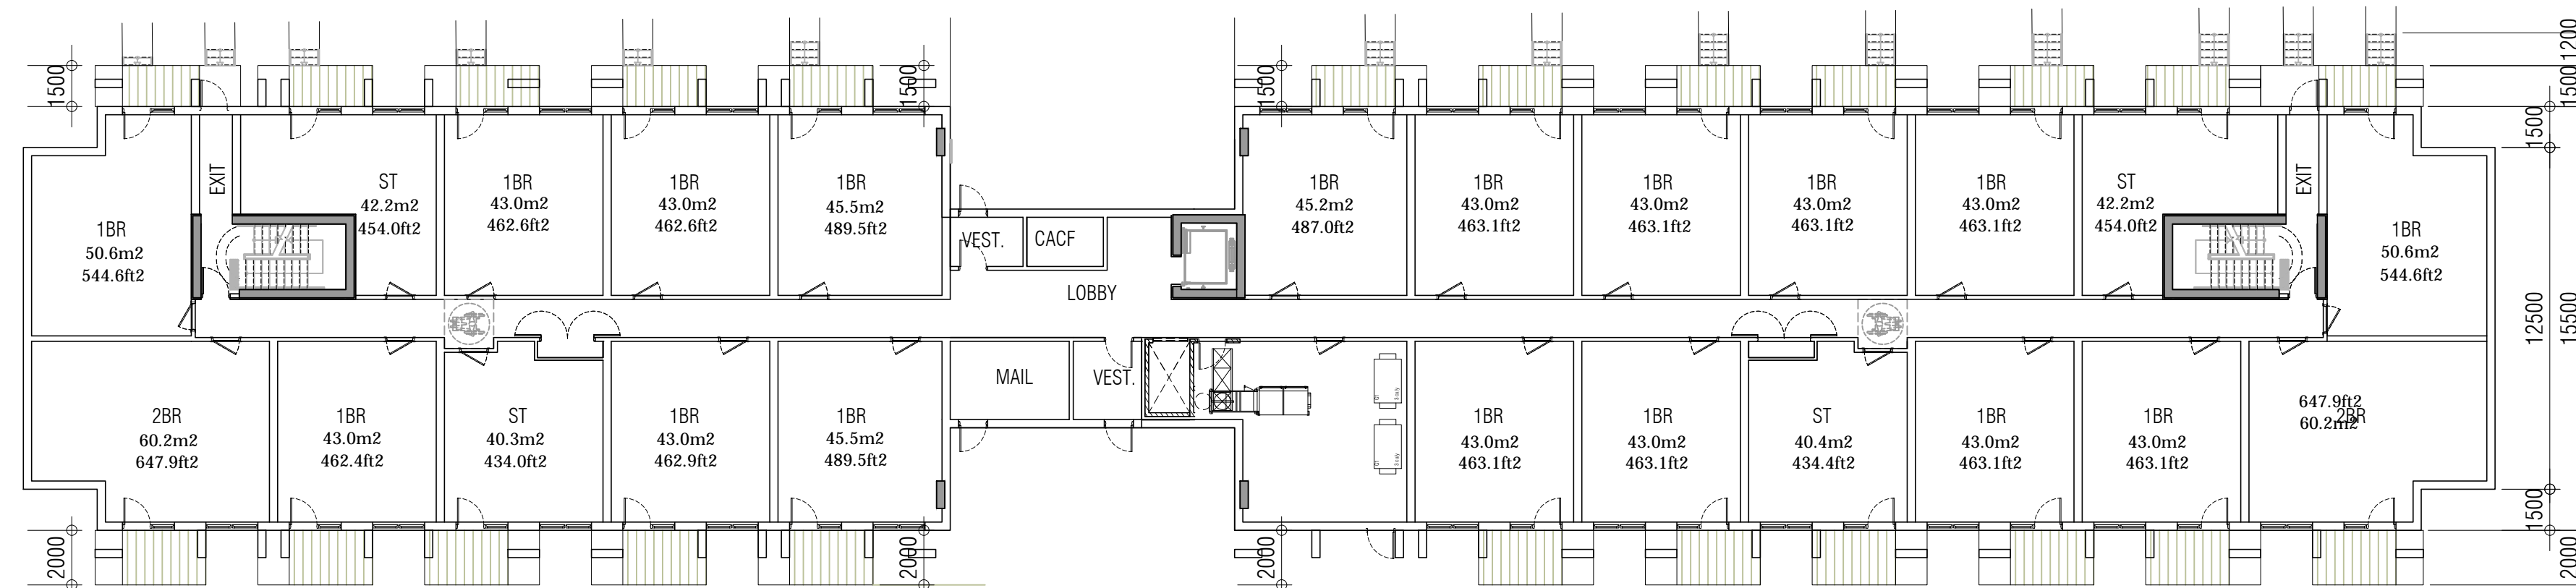 1500
1500
1500
1200
1500
1500
EXIT
1BR
50.6m2
544.6ft2
ST
42.2m2
454.0ft2
1BR
43.0m2
462.6ft2
1BR
43.0m2
462.6ft2
1BR
45.5m2
489.5ft2
VEST.
CACF
LOBBY
1BR
45.2m2
487.0ft2
1BR
43.0m2
463.1ft2
1BR
43.0m2
463.1ft2
1BR
43.0m2
463.1ft2
1BR
43.0m2
463.1ft2
ST
42.2m2
454.0ft2
EXIT
1BR
50.6m2
544.6ft2
12500
15500
2BR
60.2m2
647.9ft2
1BR
43.0m2
462.4ft2
ST
40.3m2
434.0ft2
1BR
43.0m2
462.9ft2
1BR
45.5m2
489.5ft2
MAIL
VEST.
1BR
43.0m2
463.1ft2
1BR
43.0m2
463.1ft2
ST
40.4m2
434.4ft2
1BR
43.0m2
463.1ft2
1BR
43.0m2
463.1ft2
647.9ft2
2BR
60.2m2
1500
2000
2000
2000
2000